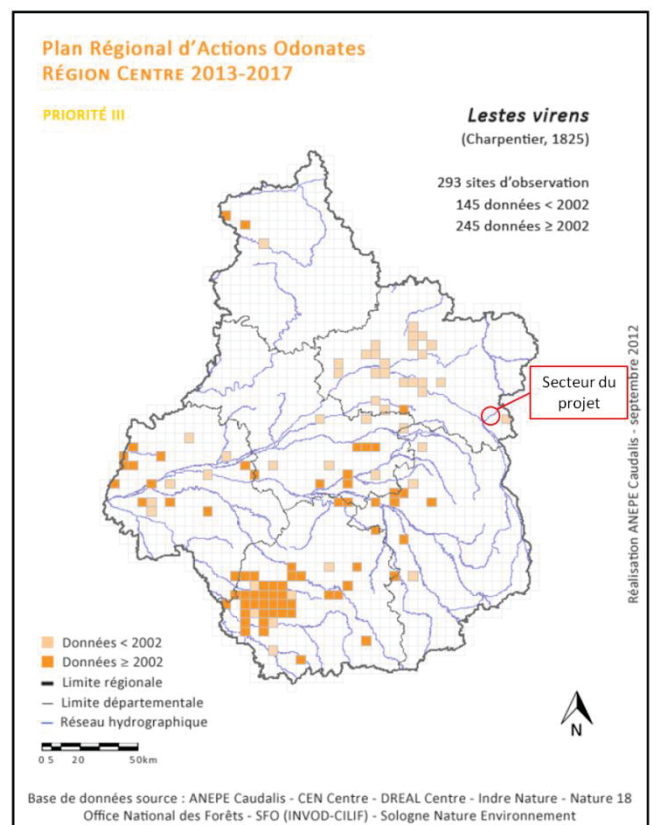 Plan Régional d'Actions Odonates
RÉGION CENTRE 2013-2017
PRIORITÉ III
Lestes virens
(Charpentier, 1825)
293 sites d'observation
145 données < 2002
245 données ≥ 2002
Secteur du
projet
Réalisation ANEPE Caudalis - septembre 2012
Données < 2002
Données ≥ 2002
Limite régionale
Limite départementale
Réseau hydrographique
0 5 20 50km
N
Base de données source : ANEPE Caudalis - CEN Centre - DREAL Centre - Indre Nature - Nature 18
Office National des Forêts - SFO (INVOD-CILIF) - Sologne Nature Environnement